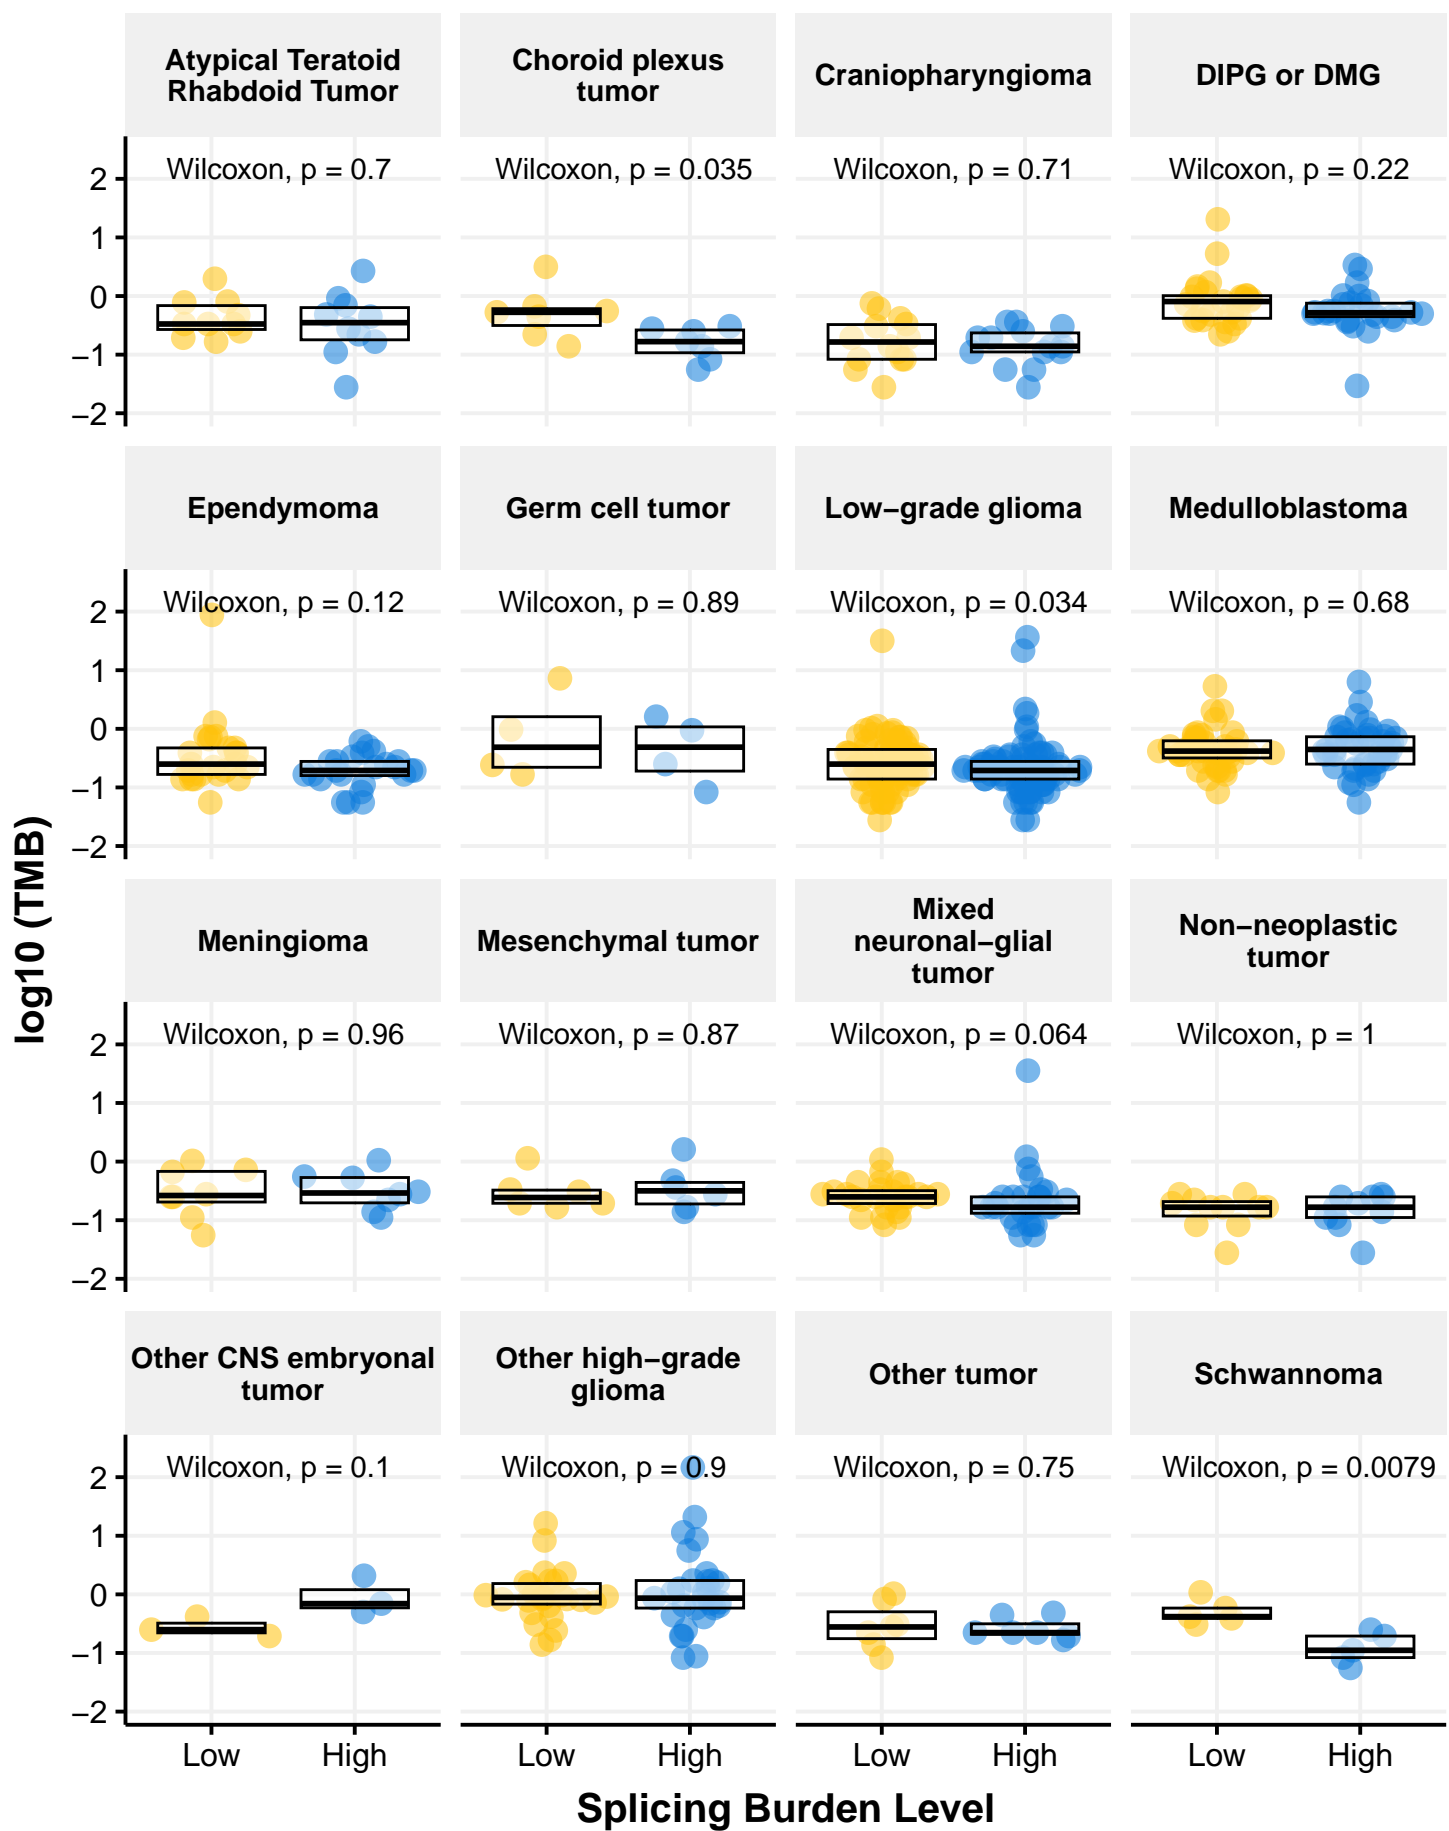 Atypical Teratoid
Rhabdoid Tumor
Choroid plexus
tumor
Craniopharyngioma
DIPG or DMG
Wilcoxon, p = 0.7
Wilcoxon, p = 0.035
Wilcoxon, p = 0.71
Wilcoxon, p = 0.22
2
1
0
−1
−2
Ependymoma
Germ cell tumor
Low−grade glioma
Medulloblastoma
Wilcoxon, p = 0.12
Wilcoxon, p = 0.89
Wilcoxon, p = 0.034
Wilcoxon, p = 0.68
2
1
0
−1
−2
Meningioma
Mesenchymal tumor
Mixed
neuronal−glial
tumor
Non−neoplastic
tumor
Wilcoxon, p = 0.96
Wilcoxon, p = 0.87
Wilcoxon, p = 0.064
Wilcoxon, p = 1
2
1
0
−1
−2
Other CNS embryonal
tumor
Other high−grade
glioma
Other tumor
Schwannoma
Wilcoxon, p = 0.1
Wilcoxon, p = 0.9
Wilcoxon, p = 0.75
Wilcoxon, p = 0.0079
2
1
0
−1
−2
Low
High
Low
High
Low
High
Low
High
Splicing Burden Level
log10 (TMB)